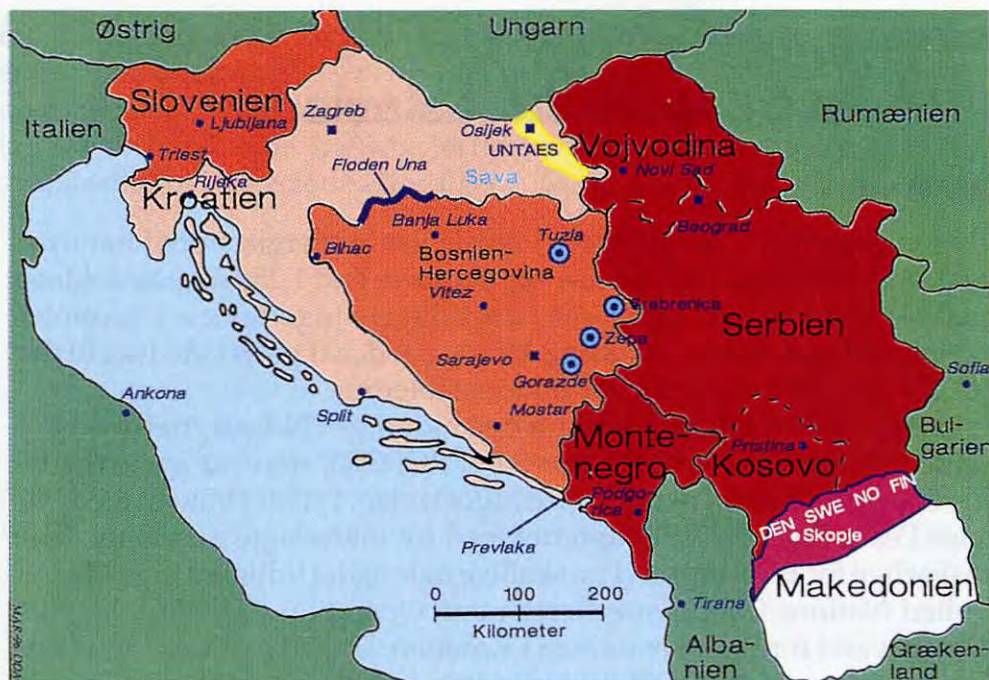 Østrig
Ungarn
Slovenien
Ljubljana
Zagreb
Osijek
UNTAES
Rumænien
Italien
Triest
Vojvodina
Novi Sad
Floden Una
Sava
Rijeka
Kroatien
Banja Luka
Beograd
Bihac
Tuzla
Bosnien-
Hercegovina
Vitez
Srebrenica
Serbien
Zepa
Sarajevo
Gorazde
Sofia
Ankona
Split
Mostar
Monte-
negro
Pristina
Kosovo
Bul-
garien
Podgo-
rica
DEN SWE NO FIN
Skopje
Prevlaka
Makedonien
0 100 200
Kilometer
Tirana
Alba-
nien
Græken-
land